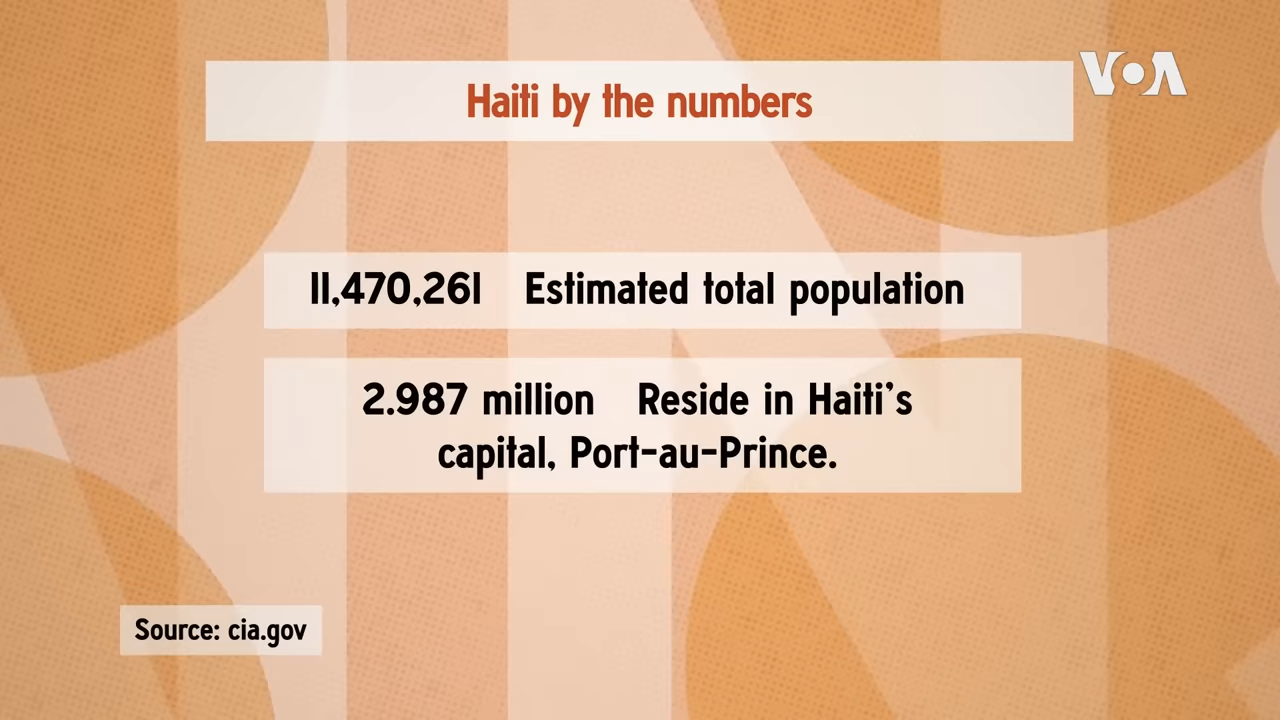 VOA
Haiti by the numbers
11,470,261 Estimated total population
2.987 million Reside in Haiti's
capital, Port-au-Prince.
Source: cia.gov